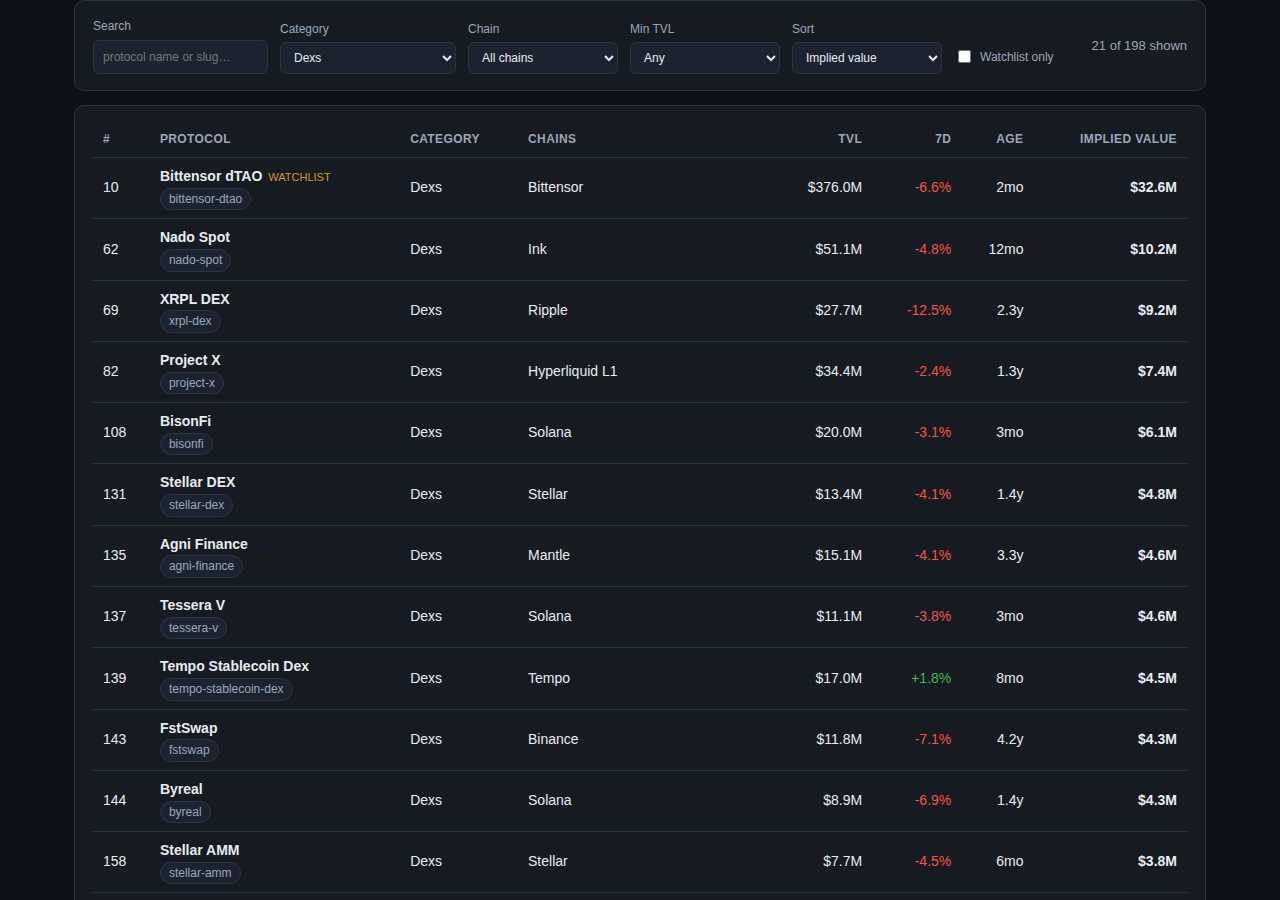 Search
Category
Chain
Min TVL
Sort
protocol name or slug…
Dexs
All chains
Any
Implied value
Watchlist only
21 of 198 shown
# PROTOCOL CATEGORY CHAINS TVL 7D AGE IMPLIED VALUE
10 Bittensor dTAO WATCHLIST Dexs Bittensor $376.0M -6.6% 2mo $32.6M
bittensor-dtao
62 Nado Spot Dexs Ink $51.1M -4.8% 12mo $10.2M
nado-spot
69 XRPL DEX Dexs Ripple $27.7M -12.5% 2.3y $9.2M
xrpl-dex
82 Project X Dexs Hyperliquid L1 $34.4M -2.4% 1.3y $7.4M
project-x
108 BisonFi Dexs Solana $20.0M -3.1% 3mo $6.1M
bisonfi
131 Stellar DEX Dexs Stellar $13.4M -4.1% 1.4y $4.8M
stellar-dex
135 Agni Finance Dexs Mantle $15.1M -4.1% 3.3y $4.6M
agni-finance
137 Tessera V Dexs Solana $11.1M -3.8% 3mo $4.6M
tessera-v
139 Tempo Stablecoin Dex Dexs Tempo $17.0M +1.8% 8mo $4.5M
tempo-stablecoin-dex
143 FstSwap Dexs Binance $11.8M -7.1% 4.2y $4.3M
fstswap
144 Byreal Dexs Solana $8.9M -6.9% 1.4y $4.3M
byreal
158 Stellar AMM Dexs Stellar $7.7M -4.5% 6mo $3.8M
stellar-amm